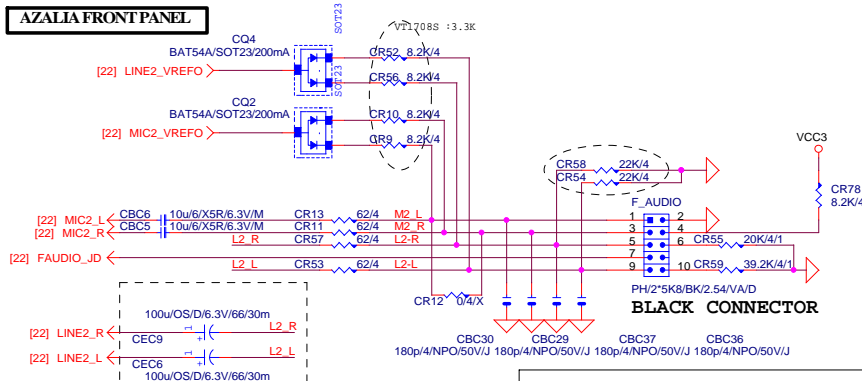 AZALIA FRONT PANEL
SOT23
VT1708S :3.3K
CQ4
BAT54A/SOT23/200mA
CR52 8.2K/4
[22] LINE2_VREFO
SOT23
CR56 8.2K/4
CQ2
BAT54A/SOT23/200mA
CR10 8.2K/4
[22] MIC2_VREFO
CR9 8.2K/4
VCC3
CR58 22K/4
CR54 22K/4
CR78
8.2K/4
F_AUDIO
[22] MIC2_L CBC6 10u/6/X5R/6.3V/M CR13 62/4 M2_L 1 2
[22] MIC2_R CBC5 10u/6/X5R/6.3V/M CR11 62/4 M2_R 3 4
L2_R CR57 62/4 L2-R 5 6 CR55 20K/4/1
[22] FAUDIO_JD 7
L2_L CR53 62/4 L2-L 9 10 CR59 39.2K/4/1
PH/2*5K8/BK/2.54/VA/D
CR12 0/4/X
BLACK CONNECTOR
100u/OS/D/6.3V/66/30m
[22] LINE2_R 1 L2_R
CEC9 +
[22] LINE2_L 1 L2_L
CEC6 +
100u/OS/D/6.3V/66/30m
CBC30 CBC29 CBC37 CBC36
180p/4/NPO/50V/J 180p/4/NPO/50V/J 180p/4/NPO/50V/J 180p/4/NPO/50V/J